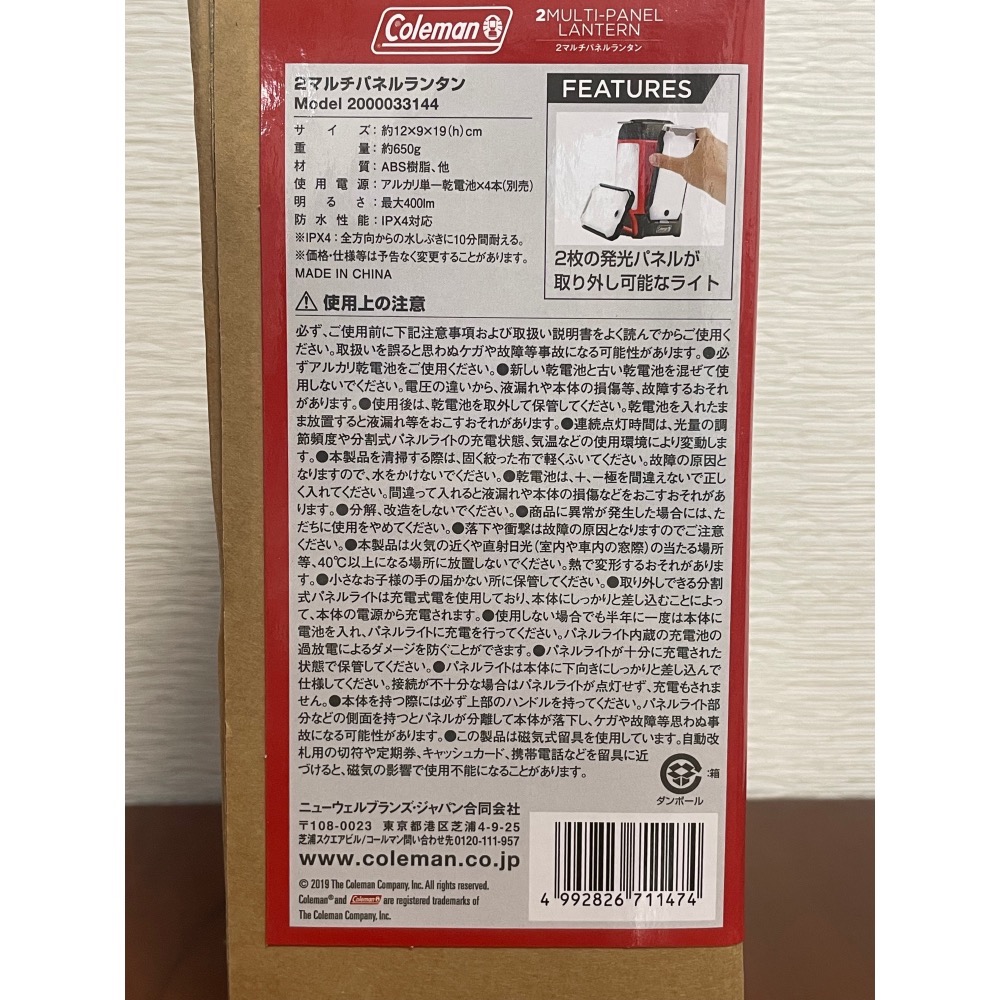 Coleman
2MULTI-PANEL
LANTERN
2マルチパネルランタン
2マルチパネルランタン
Model 2000033144
サイズ：約12×9×19(h)cm
重量：約650g
材質：ABS樹脂、他
使用電源：アルカリ単一乾電池×4本(別売)
明るさ：最大400lm
防水性能：IPX4対応
※IPX4：全方向からの水しぶきに10分間耐える。
※価格・仕様等は予告なく変更することがあります。
MADE IN CHINA
FEATURES
Coleman
2枚の発光パネルが
取り外し可能なライト
⚠ 使用上の注意
必ず、ご使用前に下記注意事項および取扱い説明書をよく読んでからご使用く
ださい。取扱いを誤ると思わぬケガや故障等事故になる可能性があります。●必
ずアルカリ乾電池をご使用ください。●新しい乾電池と古い乾電池を混ぜて使
用しないでください。電圧の違いから、液漏れや本体の損傷等、故障するおそれ
があります。●使用後は、乾電池を取外して保管してください。乾電池を入れたま
ま放置すると液漏れ等をおこすおそれがあります。●連続点灯時間は、光量の調
節頻度や分割式パネルライトの充電状態、気温などの使用環境により変動しま
す。●本製品を清掃する際は、固く絞った布で軽くふいてください。故障の原因と
なりますので、水をかけないでください。●乾電池は、＋、－極を間違えないで正し
く入れてください。間違って入れると液漏れや本体の損傷などをおこすおそれがあ
ります。●分解、改造をしないでください。●商品に異常が発生した場合には、た
だちに使用をやめてください。●落下や衝撃は故障の原因となりますのでご注意
ください。●本製品は火気の近くや直射日光(室内や車内の窓際)の当たる場所
等、40℃以上になる場所に放置しないでください。熱で変形するおそれがありま
す。●小さなお子様の手の届かない所に保管してください。●取り外しできる分割
式パネルライトは充電式電を使用しており、本体にしっかりと差し込むことによっ
て、本体の電源から充電されます。●使用しない場合でも半年に一度は本体に
電池を入れ、パネルライトに充電を行ってください。パネルライト内蔵の充電池の
過放電によるダメージを防ぐことができます。●パネルライトが十分に充電された
状態で保管してください。●パネルライトは本体に下向きにしっかりと差し込んで
仕様してください。接続が不十分な場合はパネルライトが点灯せず、充電もされま
せん。●本体を持つ際には必ず上部のハンドルを持ってください。パネルライト部
分などの側面を持つとパネルが分離して本体が落下し、ケガや故障等思わぬ事
故になる可能性があります。●この製品は磁気式留具を使用しています。自動改
札用の切符や定期券、キャッシュカード、携帯電話などを留具に近
づけると、磁気の影響で使用不能になることがあります。
:箱
ダンボール
ニューウェルブランズ・ジャパン合同会社
〒108-0023 東京都港区芝浦4-9-25
芝浦スクエアビル/コールマン問い合わせ先0120-111-957
www.coleman.co.jp
© 2019 The Coleman Company, Inc. All rights reserved.
Coleman® and Coleman are registered trademarks of
The Coleman Company, Inc.
4 992826 711474